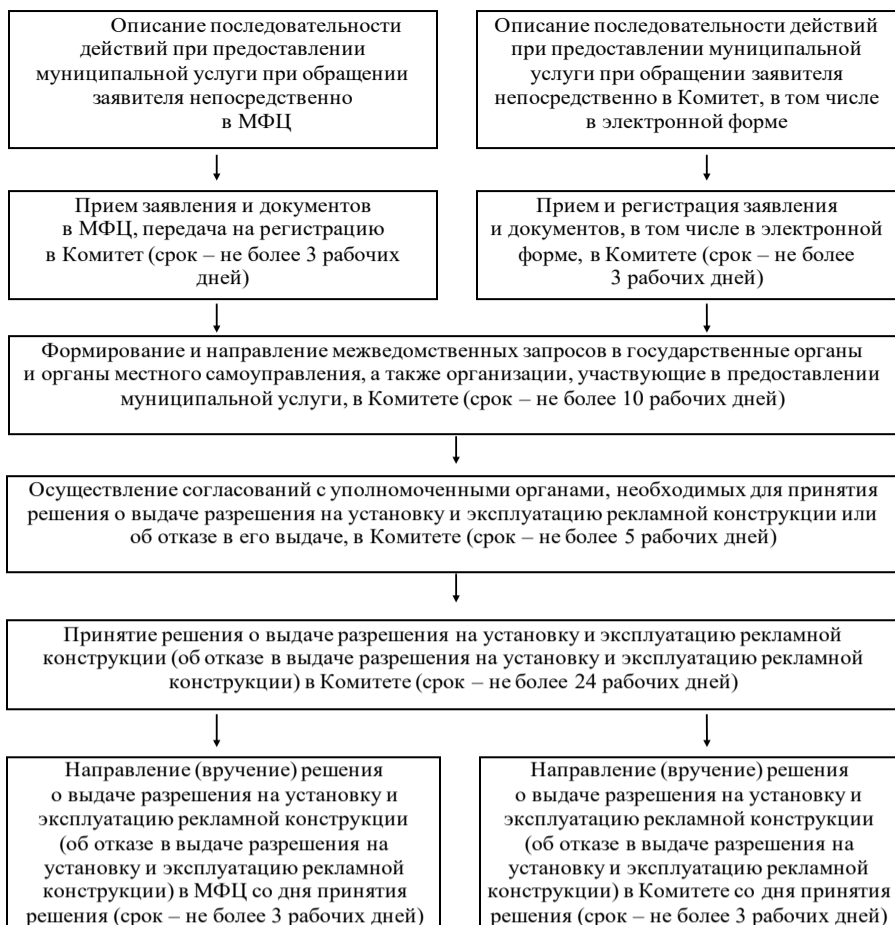 Описание последовательности
действий при предоставлении
муниципальной услуги при обращении
заявителя непосредственно
в МФЦ
Описание последовательности действий
при предоставлении муниципальной
услуги при обращении заявителя
непосредственно в Комитет, в том числе
в электронной форме
Прием заявления и документов
в МФЦ, передача на регистрацию
в Комитет (срок – не более 3 рабочих
дней)
Прием и регистрация заявления
и документов, в том числе в электронной
форме, в Комитете (срок – не более
3 рабочих дней)
Формирование и направление межведомственных запросов в государственные органы
и органы местного самоуправления, а также организации, участвующие в предоставлении
муниципальной услуги, в Комитете (срок – не более 10 рабочих дней)
Осуществление согласований с уполномоченными органами, необходимых для принятия
решения о выдаче разрешения на установку и эксплуатацию рекламной конструкции или
об отказе в его выдаче, в Комитете (срок – не более 5 рабочих дней)
Принятие решения о выдаче разрешения на установку и эксплуатацию рекламной
конструкции (об отказе в выдаче разрешения на установку и эксплуатацию рекламной
конструкции) в Комитете (срок – не более 24 рабочих дней)
Направление (вручение) решения
о выдаче разрешения на установку и
эксплуатацию рекламной конструкции
(об отказе в выдаче разрешения на
установку и эксплуатацию рекламной
конструкции) в МФЦ со дня принятия
решения (срок – не более 3 рабочих дней)
Направление (вручение) решения
о выдаче разрешения на установку и
эксплуатацию рекламной конструкции
(об отказе в выдаче разрешения на
установку и эксплуатацию рекламной
конструкции) в Комитете со дня принятия
решения (срок – не более 3 рабочих дней)